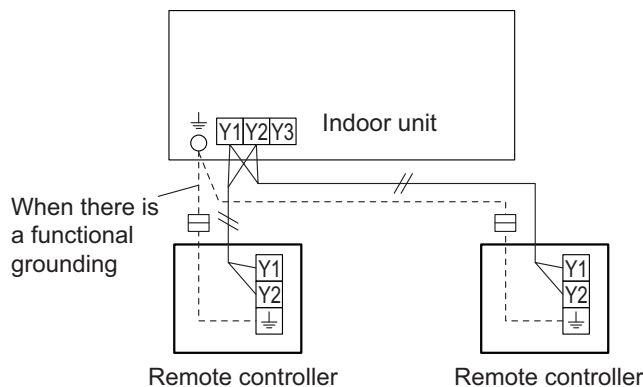 Y1 Y2 Y3
Indoor unit
When there is
a functional
grounding
Y1
Y2
Y1
Y2
Remote controller
Remote controller